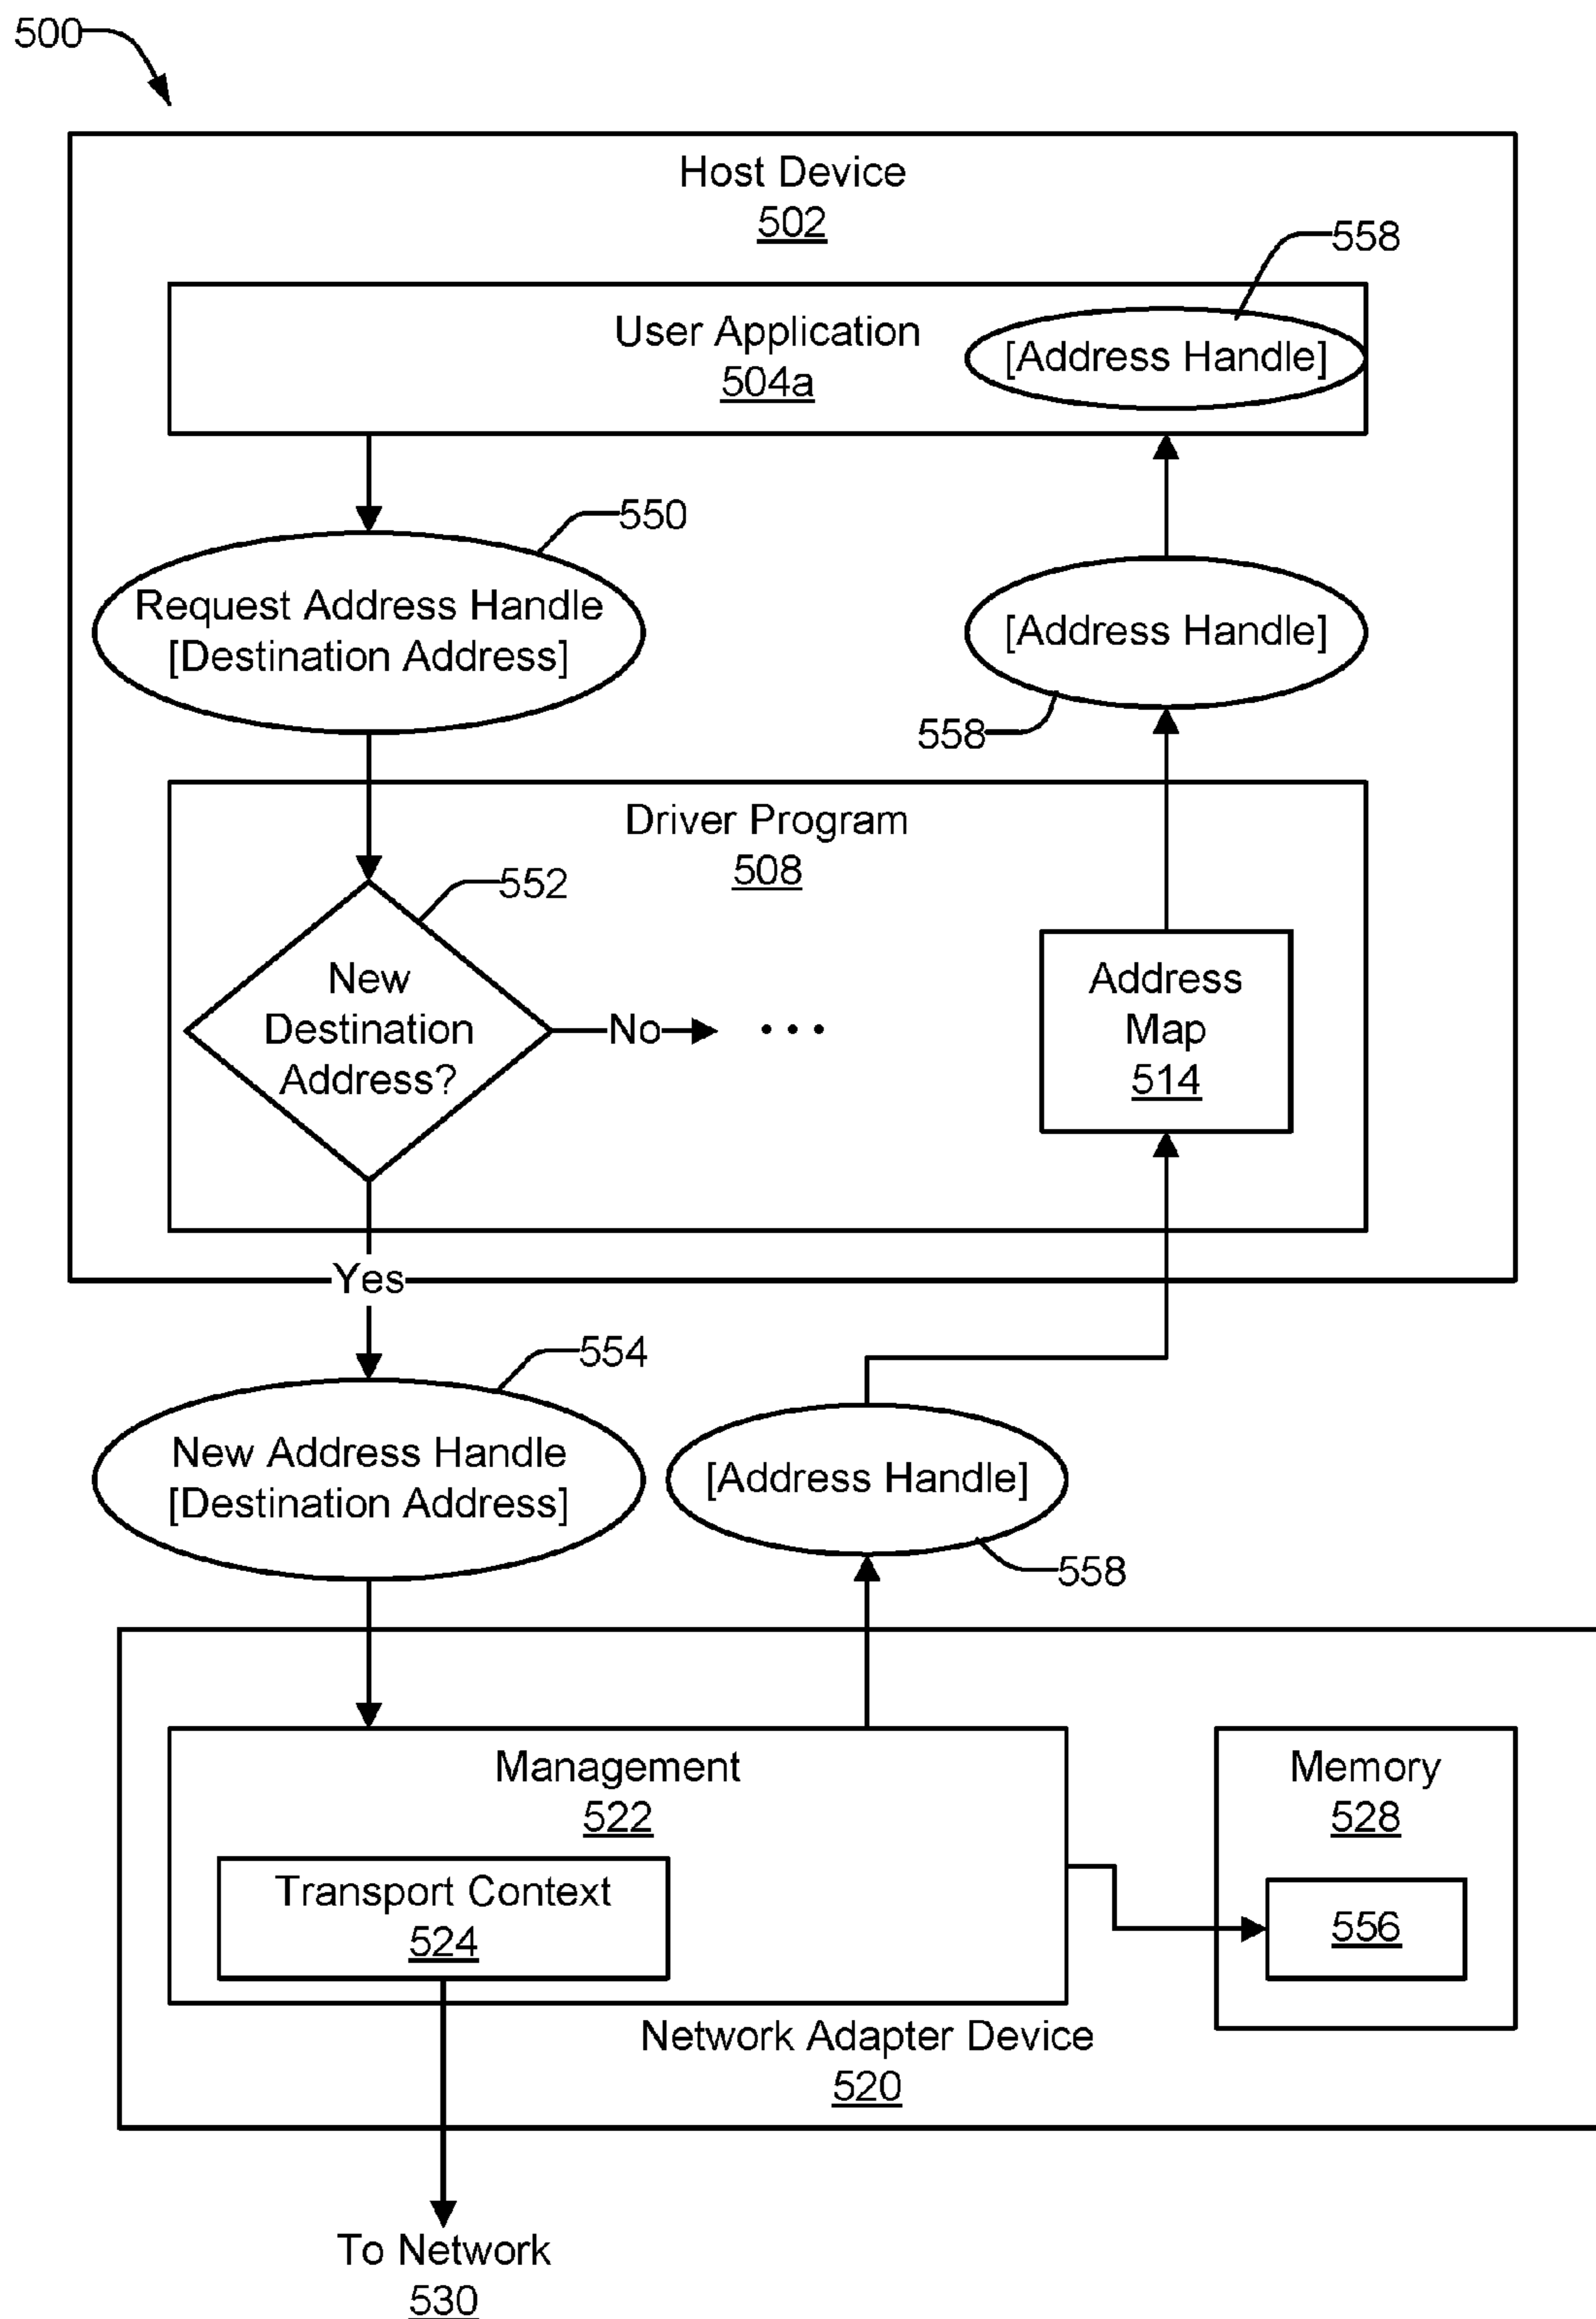 500
Host Device
502
558
User Application
504a
[Address Handle]
550
Request Address Handle
[Destination Address]
[Address Handle]
558
Driver Program
508
552
New
Destination
Address?
No
• • •
Address
Map
514
Yes
554
New Address Handle
[Destination Address]
[Address Handle]
558
Management
522
Transport Context
524
Memory
528
556
Network Adapter Device
520
To Network
530